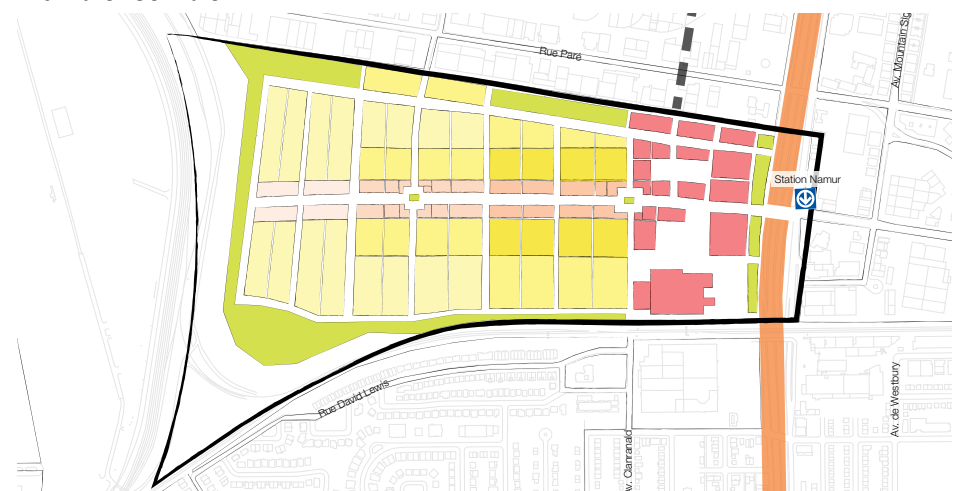 Rue Paré
Av. Mountain Sig
Station Namur
Rue David Lewis
Av. de Westbury
Av. Clanranald